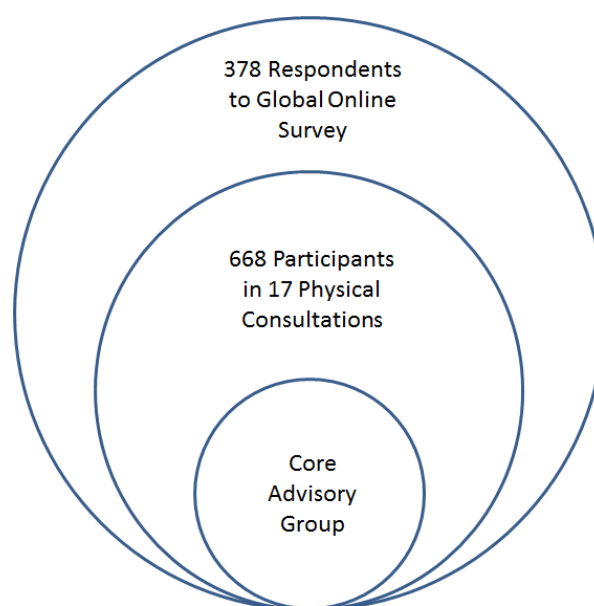 378 Respondents
to Global Online
Survey
668 Participants
in 17 Physical
Consultations
Core
Advisory
Group